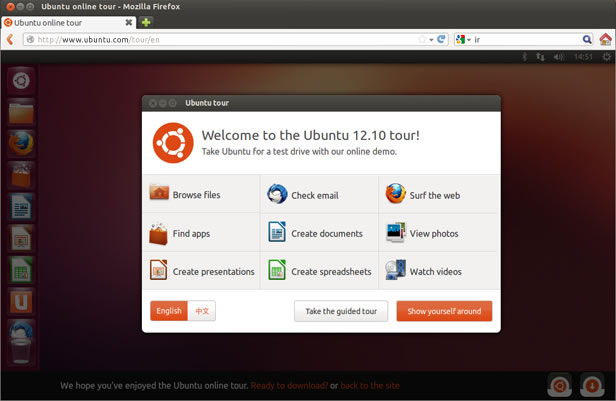 Ubuntu online tour - Mozilla Firefox
Ubuntu online tour
http://www.ubuntu.com/tour/en
ir
14:51
Ubuntu tour
Welcome to the Ubuntu 12.10 tour!
Take Ubuntu for a test drive with our online demo.
Browse files
Check email
Surf the web
Find apps
Create documents
View photos
Create presentations
Create spreadsheets
Watch videos
English
中文
Take the guided tour
Show yourself around
We hope you've enjoyed the Ubuntu online tour. Ready to download? or back to the site